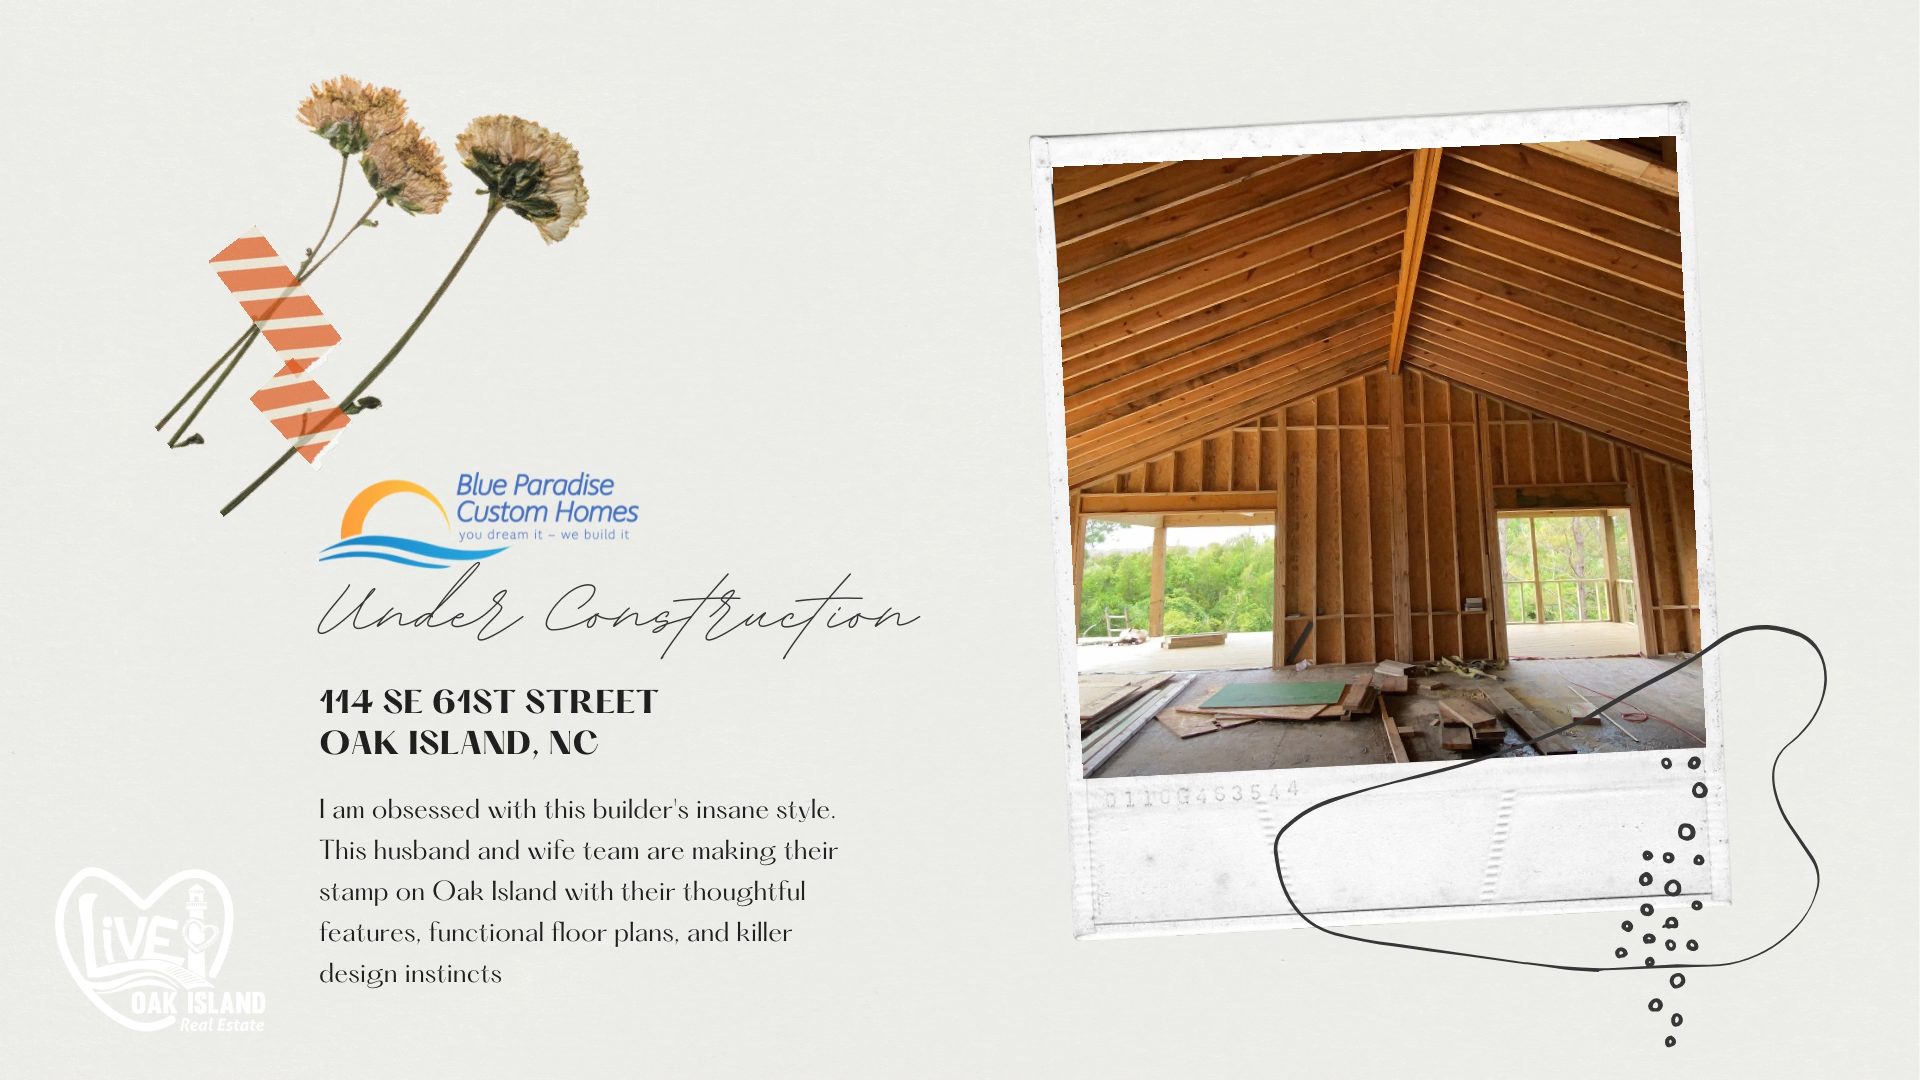 Blue Paradise
Custom Homes
you dream it – we build it
Under Construction
114 SE 61ST STREET
OAK ISLAND, NC
I am obsessed with this builder's insane style.
This husband and wife team are making their
stamp on Oak Island with their thoughtful
features, functional floor plans, and killer
design instincts
LiVE
OAK ISLAND
Real Estate
0110G463544